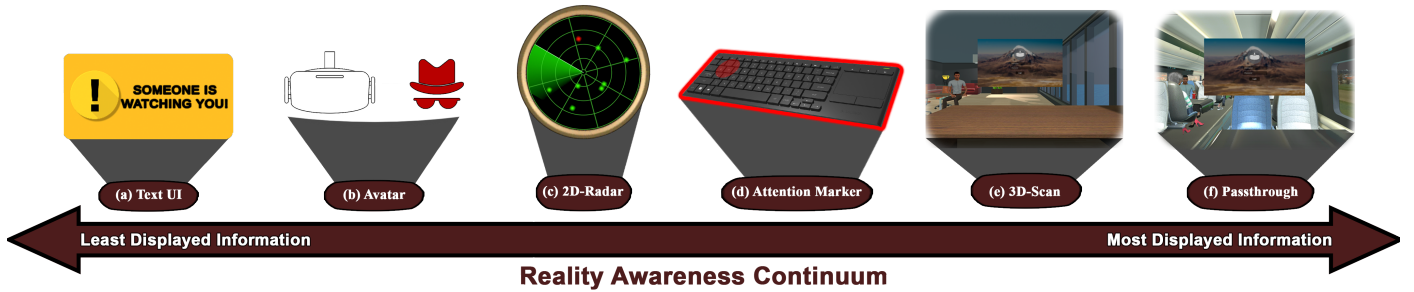 !
SOMEONE IS
WATCHING YOU!
(a) Text UI
(b) Avatar
(c) 2D-Radar
(d) Attention Marker
(e) 3D-Scan
(f) Passthrough
Least Displayed Information
Most Displayed Information
Reality Awareness Continuum